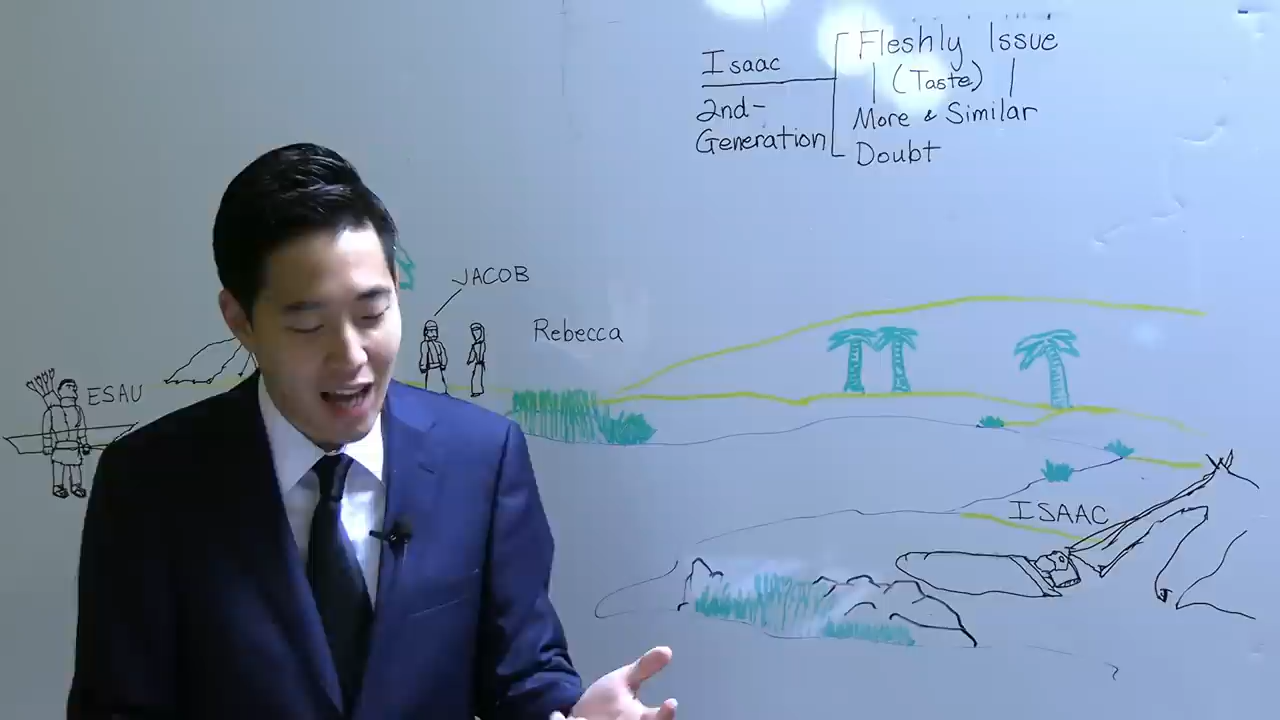 Isaac
2nd-
Generation
Fleshly Issue
(Taste)
More & Similar
Doubt
JACOB
Rebecca
ESAU
ISAAC